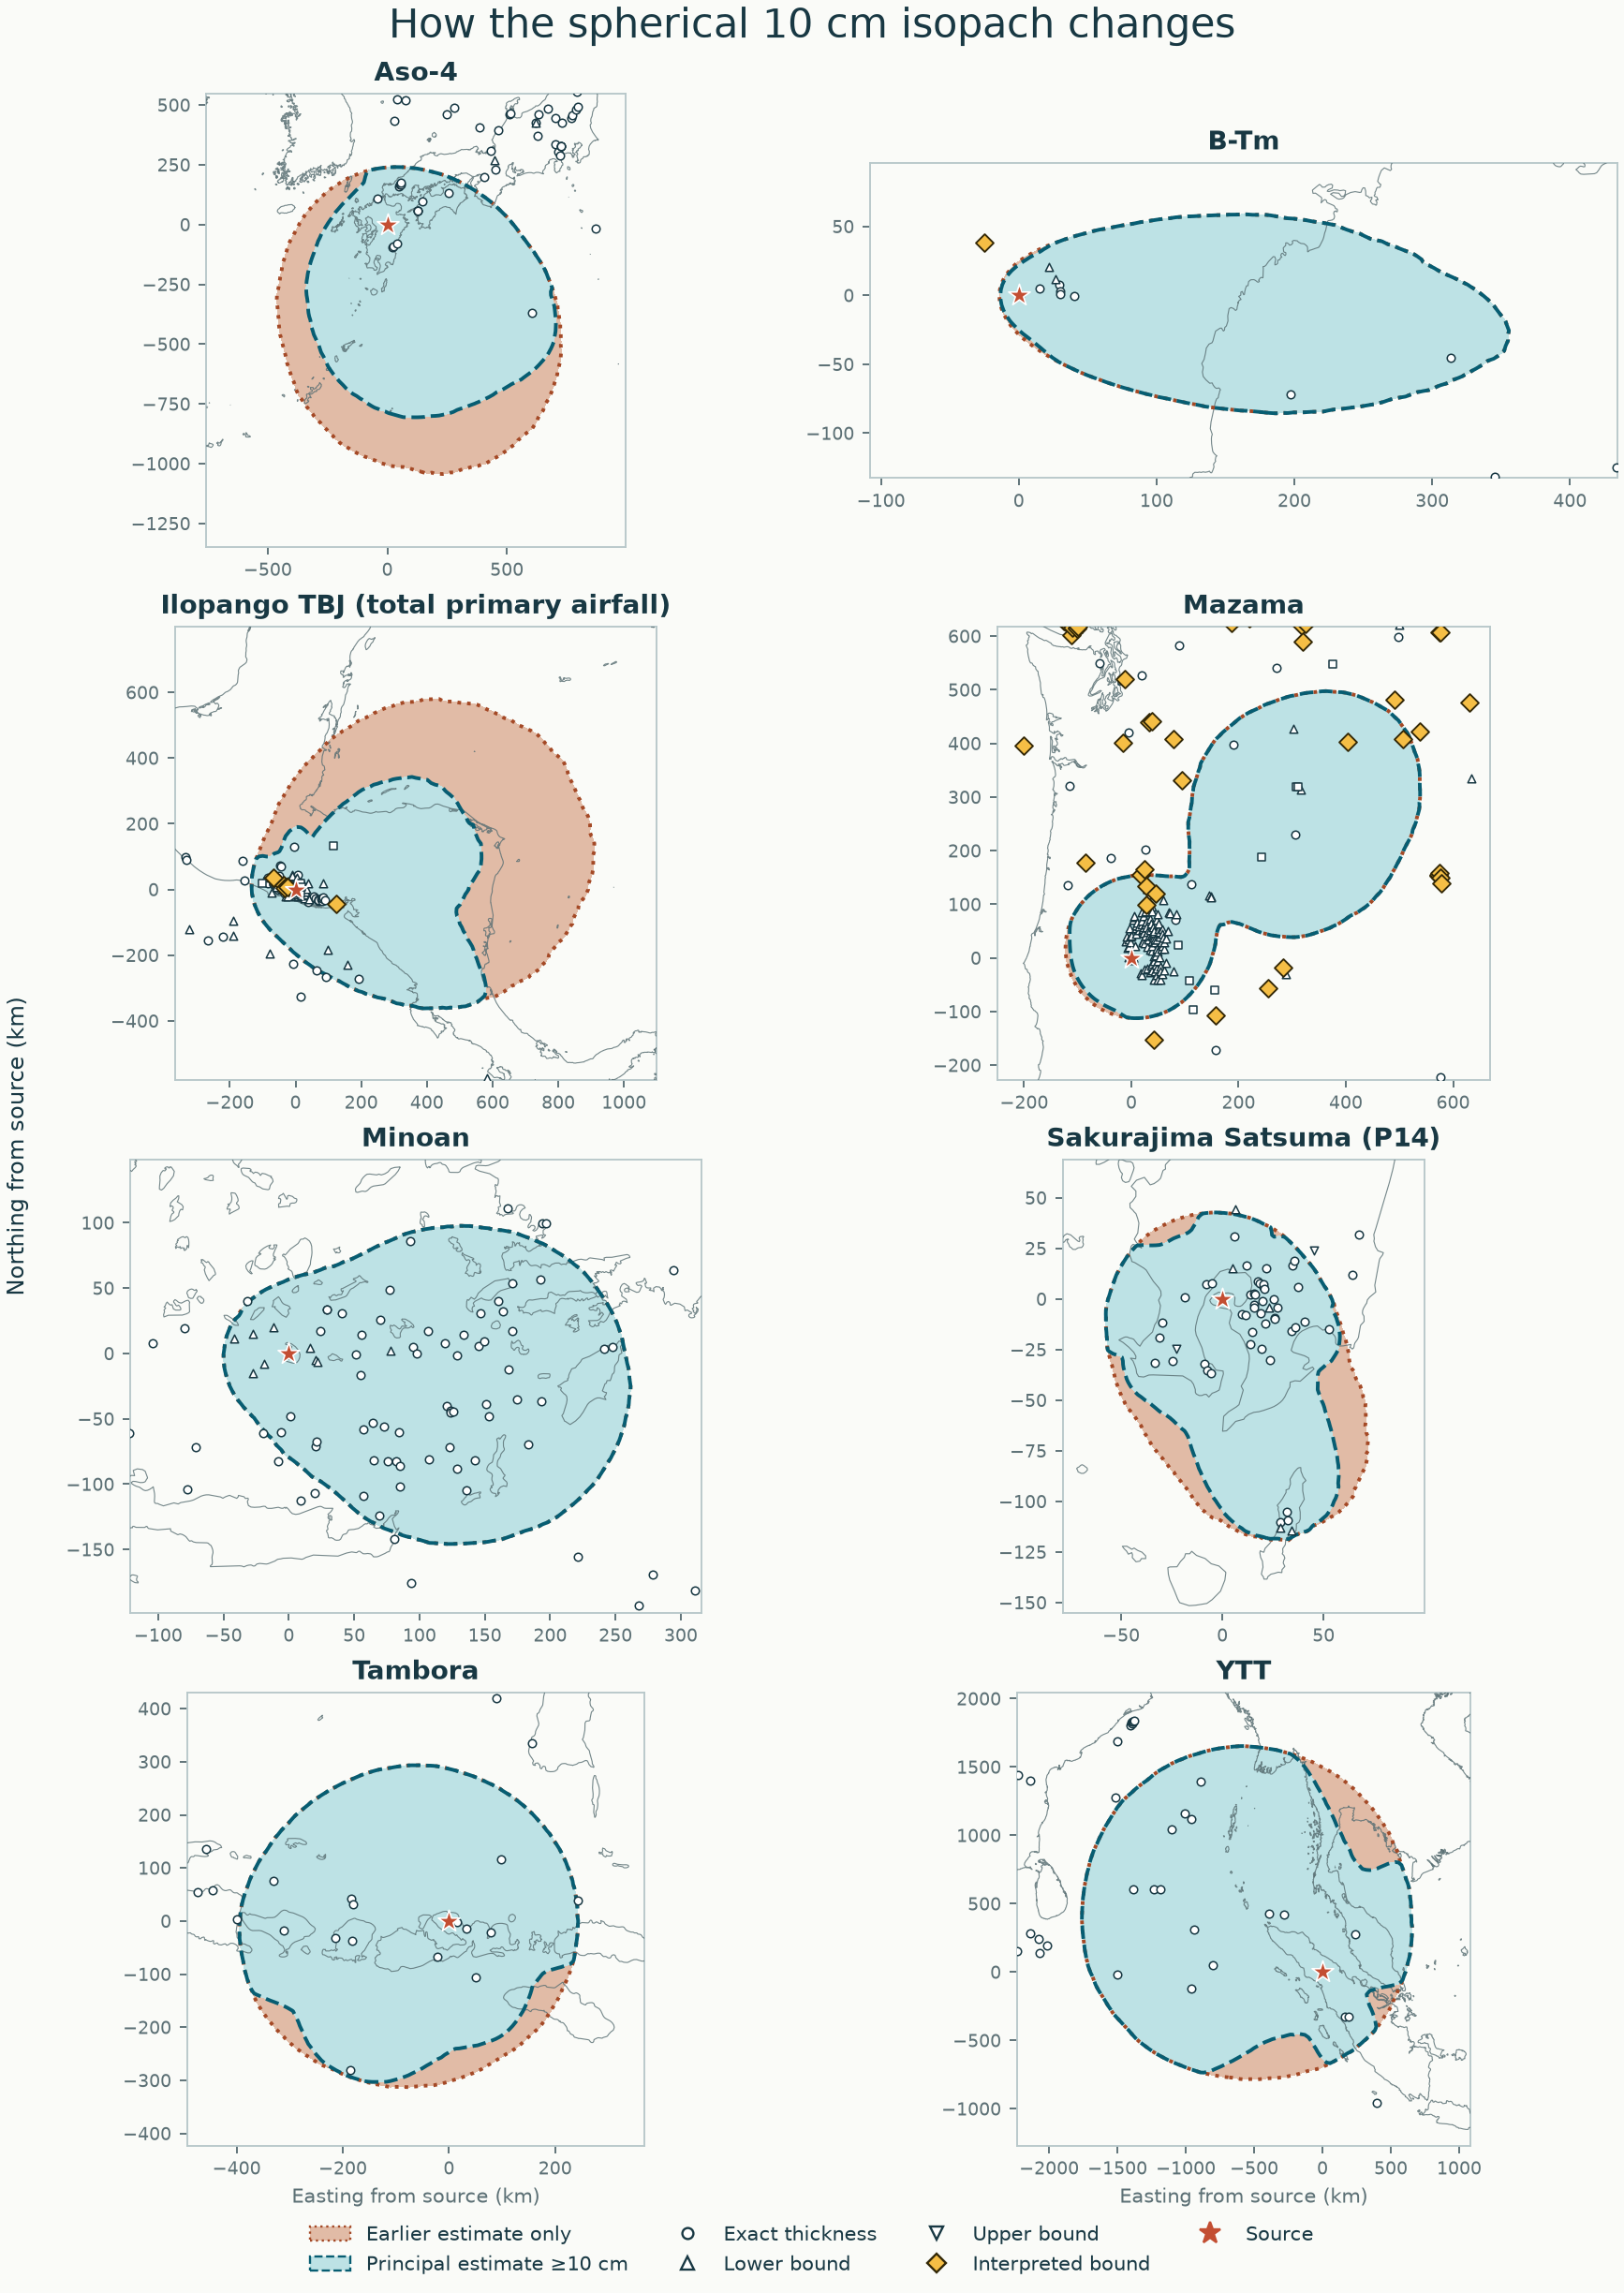 How the spherical 10 cm isopach changes
Aso-4
500
250
0
−250
−500
−750
−1000
−1250
−500 0 500
B-Tm
50
0
−50
−100
−100 0 100 200 300 400
Ilopango TBJ (total primary airfall)
600
400
200
0
−200
−400
−200 0 200 400 600 800 1000
Mazama
600
500
400
300
200
100
0
−100
−200
−200 0 200 400 600
Northing from source (km)
Minoan
100
50
0
−50
−100
−150
−100 −50 0 50 100 150 200 250 300
Sakurajima Satsuma (P14)
50
25
0
−25
−50
−75
−100
−125
−150
−50 0 50
Tambora
400
300
200
100
0
−100
−200
−300
−400
−400 −200 0 200
Easting from source (km)
YTT
2000
1500
1000
500
0
−500
−1000
−2000 −1500 −1000 −500 0 500 1000
Easting from source (km)
Earlier estimate only
Principal estimate ≥10 cm
Exact thickness
Lower bound
Upper bound
Interpreted bound
Source